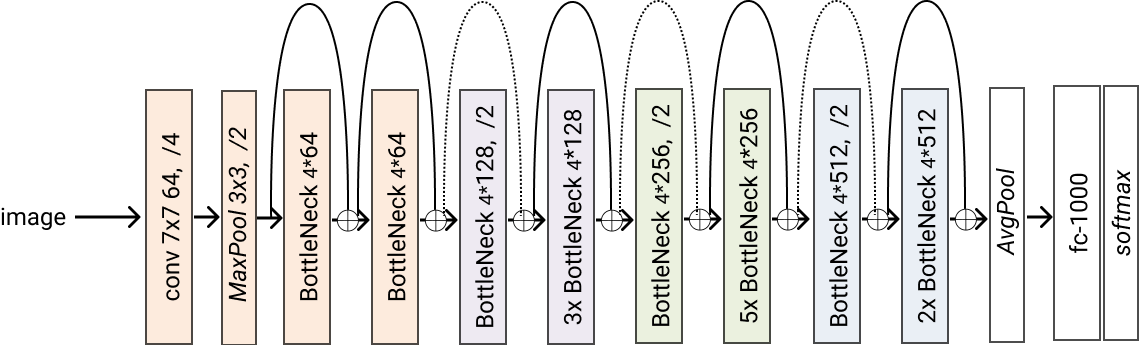 image
conv 7x7 64, /4
MaxPool 3x3, /2
BottleNeck 4*64
BottleNeck 4*64
BottleNeck 4*128, /2
3x BottleNeck 4*128
BottleNeck 4*256, /2
5x BottleNeck 4*256
BottleNeck 4*512, /2
2x BottleNeck 4*512
AvgPool
fc-1000
softmax